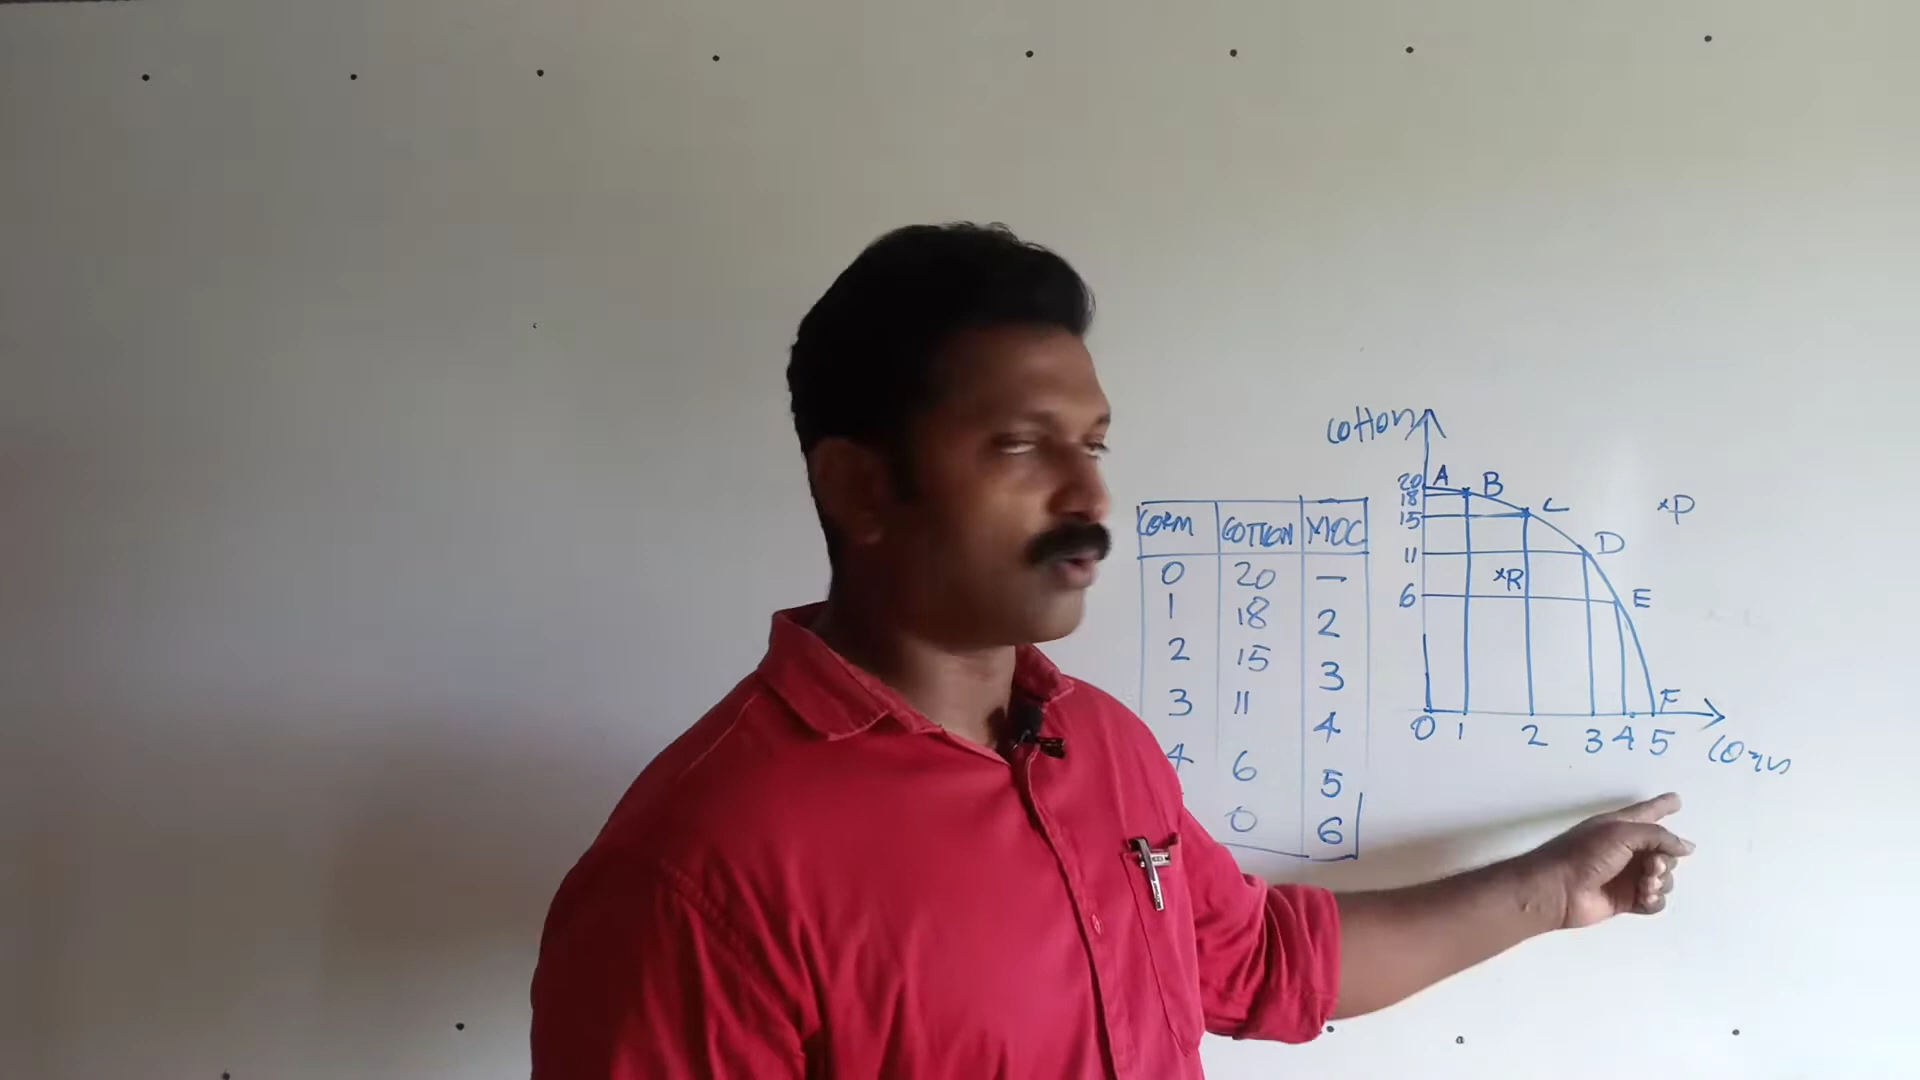 Cotton
CORN COTTON MOC
0 20 —
1 18 2
2 15 3
3 11 4
4 6 5
0 6
20 A B
18
15 C
11 D
6 E
×P
×R
F
0 1 2 3 4 5
Corn